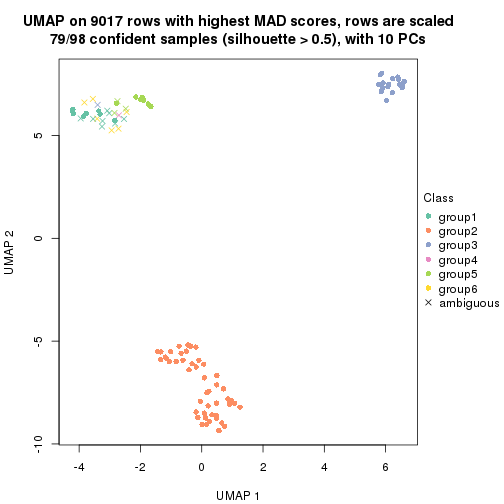 UMAP on 9017 rows with highest MAD scores, rows are scaled
79/98 confident samples (silhouette > 0.5), with 10 PCs
5
0
-5
-10
UMAP 2
-4
-2
0
2
4
6
UMAP 1
Class
group1
group2
group3
group4
group5
group6
ambiguous